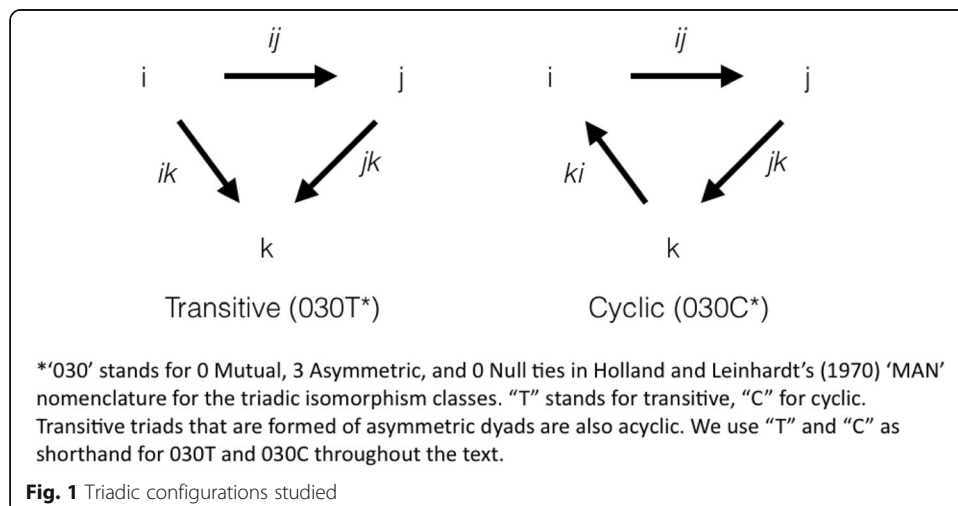 ij
ij
i
j
i
j
ik
jk
ki
jk
k
k
Transitive (030T*)
Cyclic (030C*)
*‘030’ stands for 0 Mutual, 3 Asymmetric, and 0 Null ties in Holland and Leinhardt’s (1970) ‘MAN’
nomenclature for the triadic isomorphism classes. “T” stands for transitive, “C” for cyclic.
Transitive triads that are formed of asymmetric dyads are also acyclic. We use “T” and “C” as
shorthand for 030T and 030C throughout the text.
Fig. 1 Triadic configurations studied